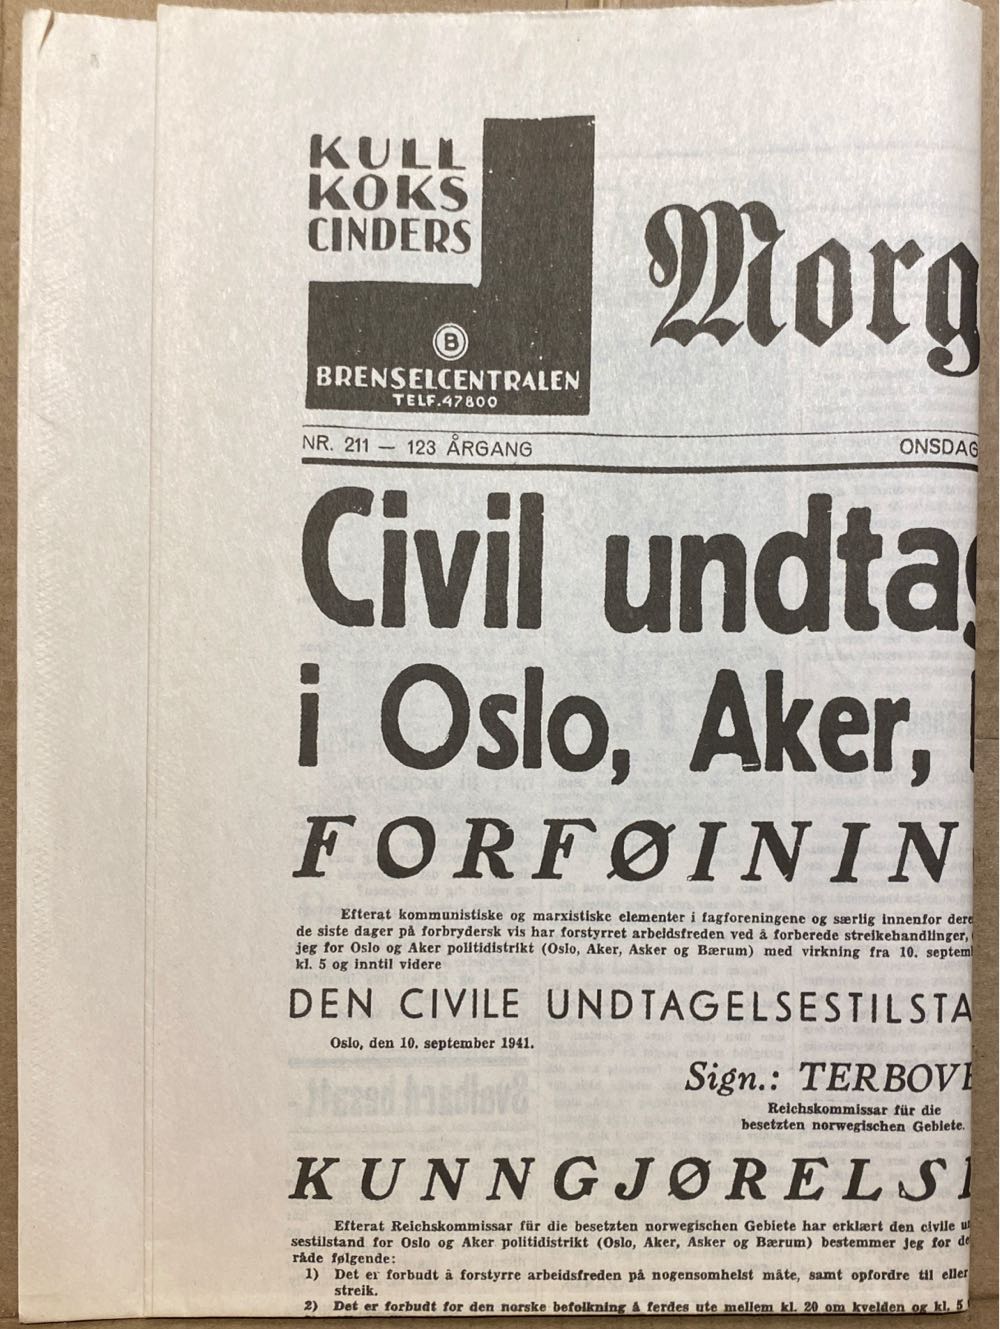 KULL
KOKS
CINDERS
B
BRENSELCENTRALEN
TELF.47800
Morg
NR. 211 — 123 ÅRGANG
ONSDAG
Civil undtag
i Oslo, Aker,
FORFØININ
Efterat kommunistiske og marxistiske elementer i fagforeningene og særlig innenfor dere
de siste dager på forbrydersk vis har forstyrret arbeidsfreden ved å forberede streikehandlinger,
jeg for Oslo og Aker politidistrikt (Oslo, Aker, Asker og Bærum) med virkning fra 10. septem
kl. 5 og inntil videre
DEN CIVILE UNDTAGELSESTILSTA
Oslo, den 10. september 1941.
Sign.: TERBOVE
Reichskommissar für die
besetzten norwegischen Gebiete.
KUNNGJØRELSE
Efterat Reichskommissar für die besetzten norwegischen Gebiete har erklært den civile u
sestilstand for Oslo og Aker politidistrikt (Oslo, Aker, Asker og Bærum) bestemmer jeg for de
råde følgende:
1) Det er forbudt å forstyrre arbeidsfreden på nogensomhelst måte, samt opfordre til eller
streik.
2) Det er forbudt for den norske befolkning å ferdes ute mellem kl. 20 om kvelden og kl. 5
Svalbard besatt.